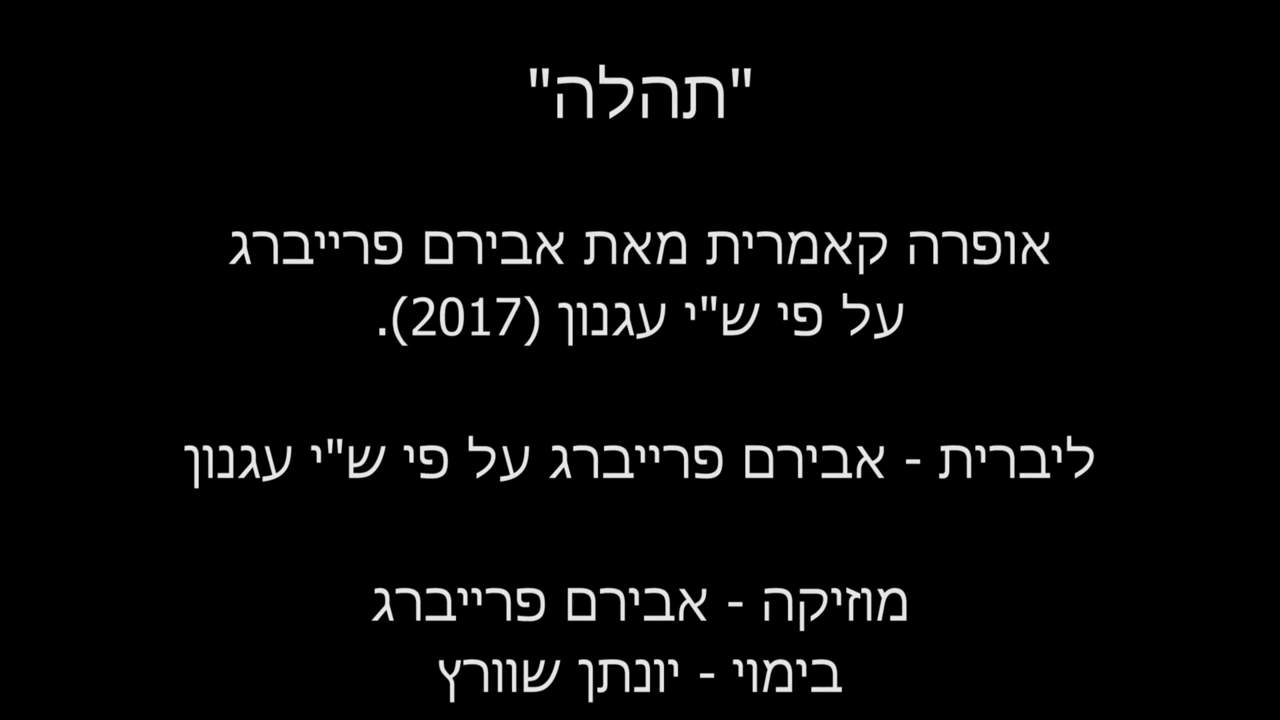 "תהלה"
אופרה קאמרית מאת אבירם פרייברג
על פי ש"י עגנון (2017).
ליברית - אבירם פרייברג על פי ש"י עגנון
מוזיקה - אבירם פרייברג
בימוי - יונתן שוורץ